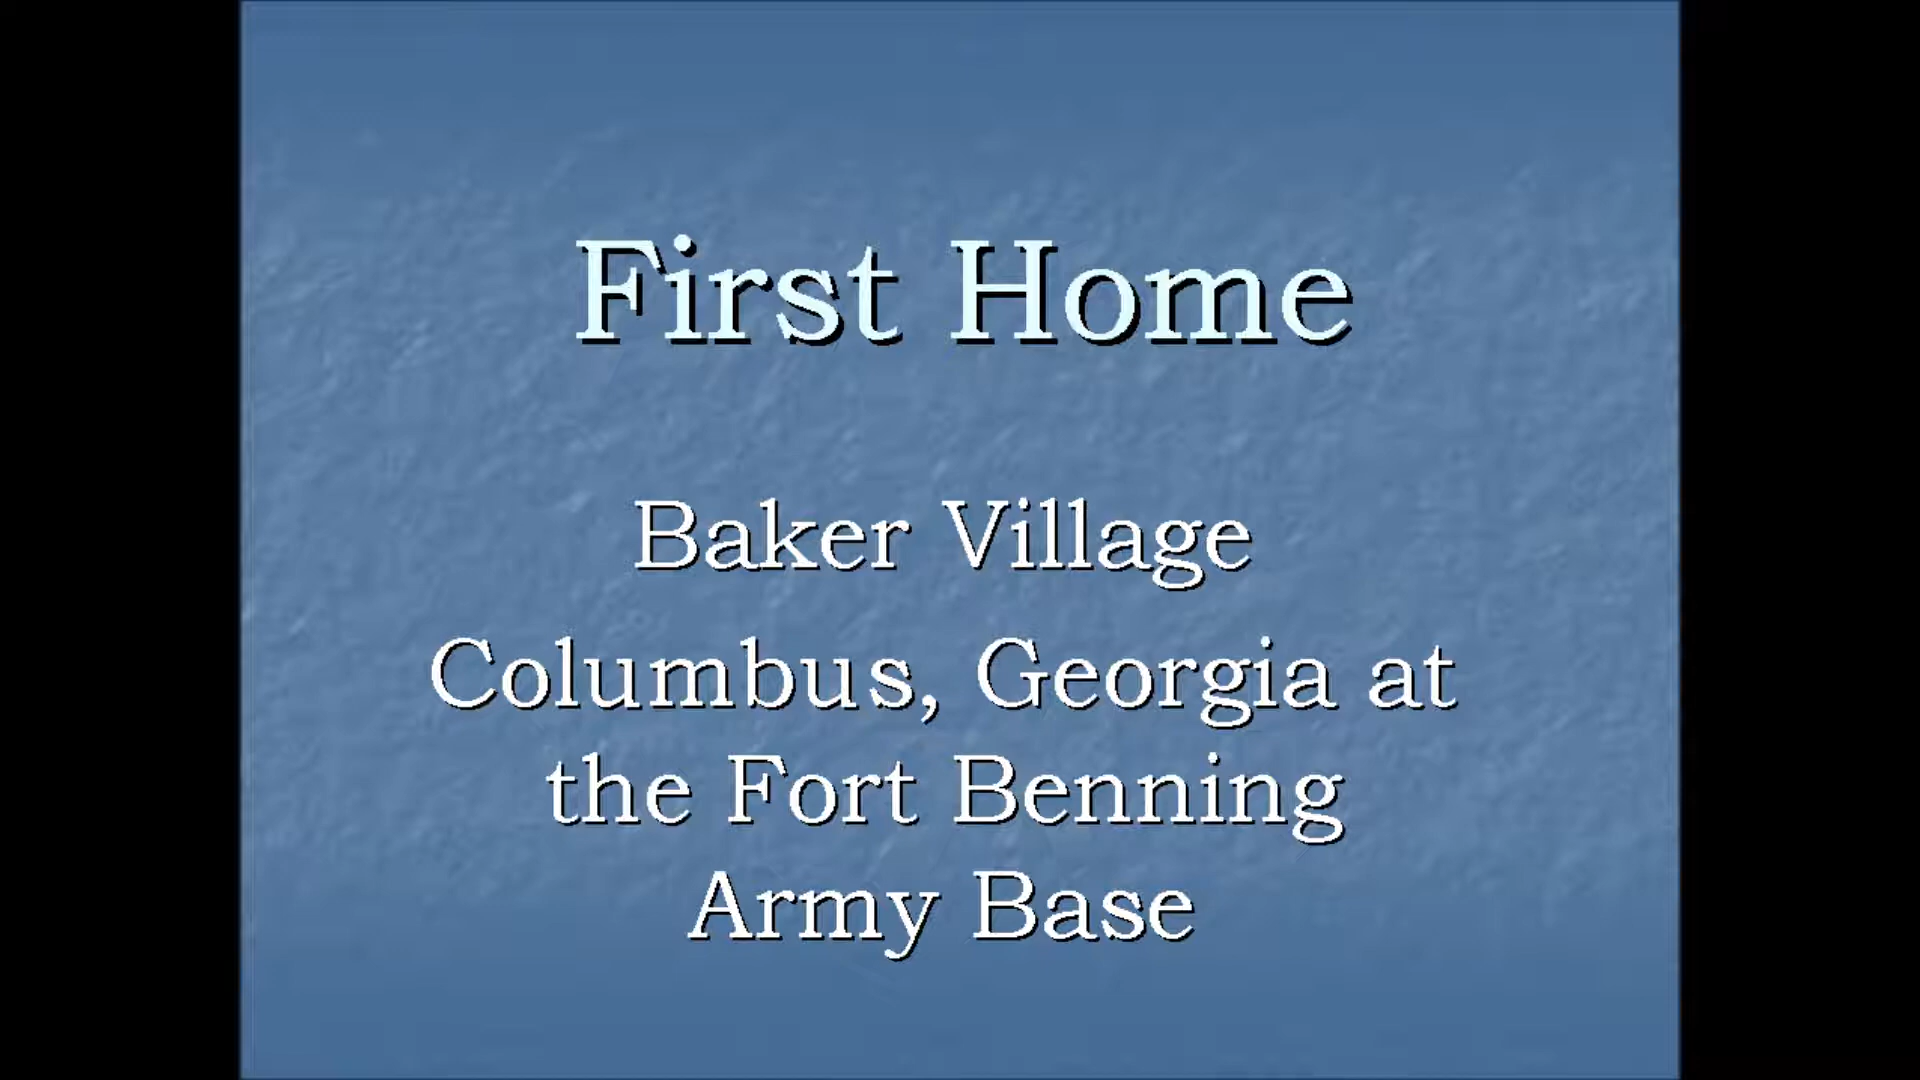 First Home
Baker Village
Columbus, Georgia at
the Fort Benning
Army Base